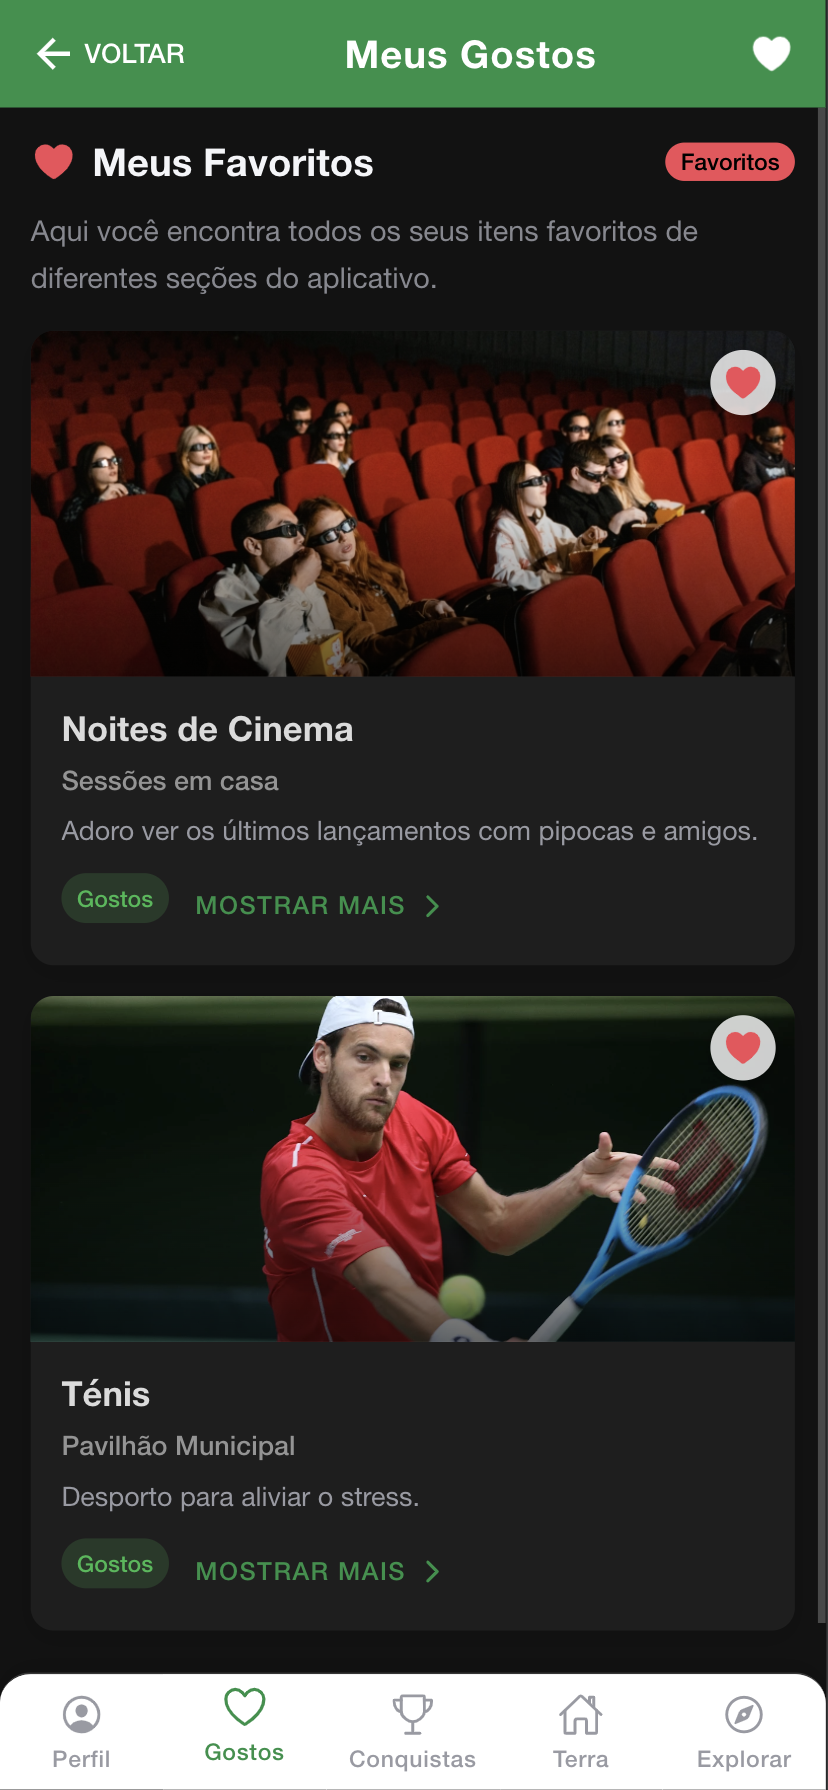 VOLTAR
Meus Gostos
Meus Favoritos
Favoritos
Aqui você encontra todos os seus itens favoritos de
diferentes seções do aplicativo.
Noites de Cinema
Sessões em casa
Adoro ver os últimos lançamentos com pipocas e amigos.
Gostos
MOSTRAR MAIS
Ténis
Pavilhão Municipal
Desporto para aliviar o stress.
Gostos
MOSTRAR MAIS
Perfil
Gostos
Conquistas
Terra
Explorar